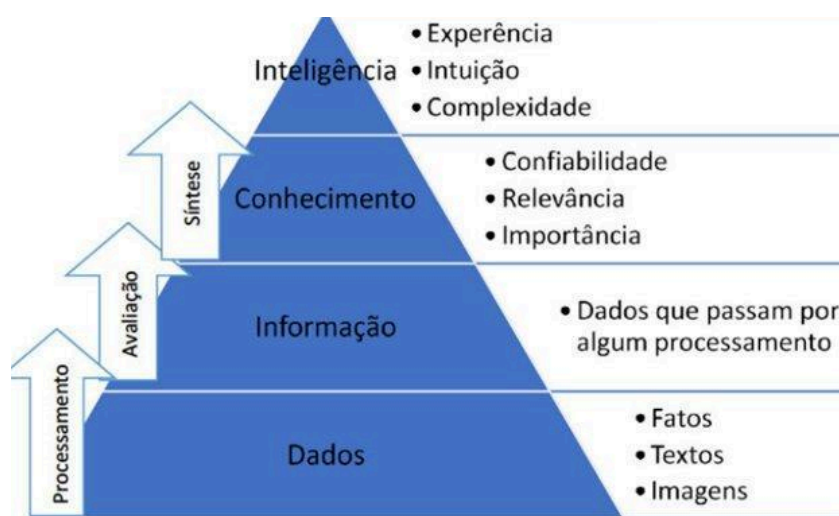 Inteligência
• Experência
• Intuição
• Complexidade
Síntese
Conhecimento
• Confiabilidade
• Relevância
• Importância
Avaliação
Informação
• Dados que passam por
algum processamento
Processamento
Dados
• Fatos
• Textos
• Imagens